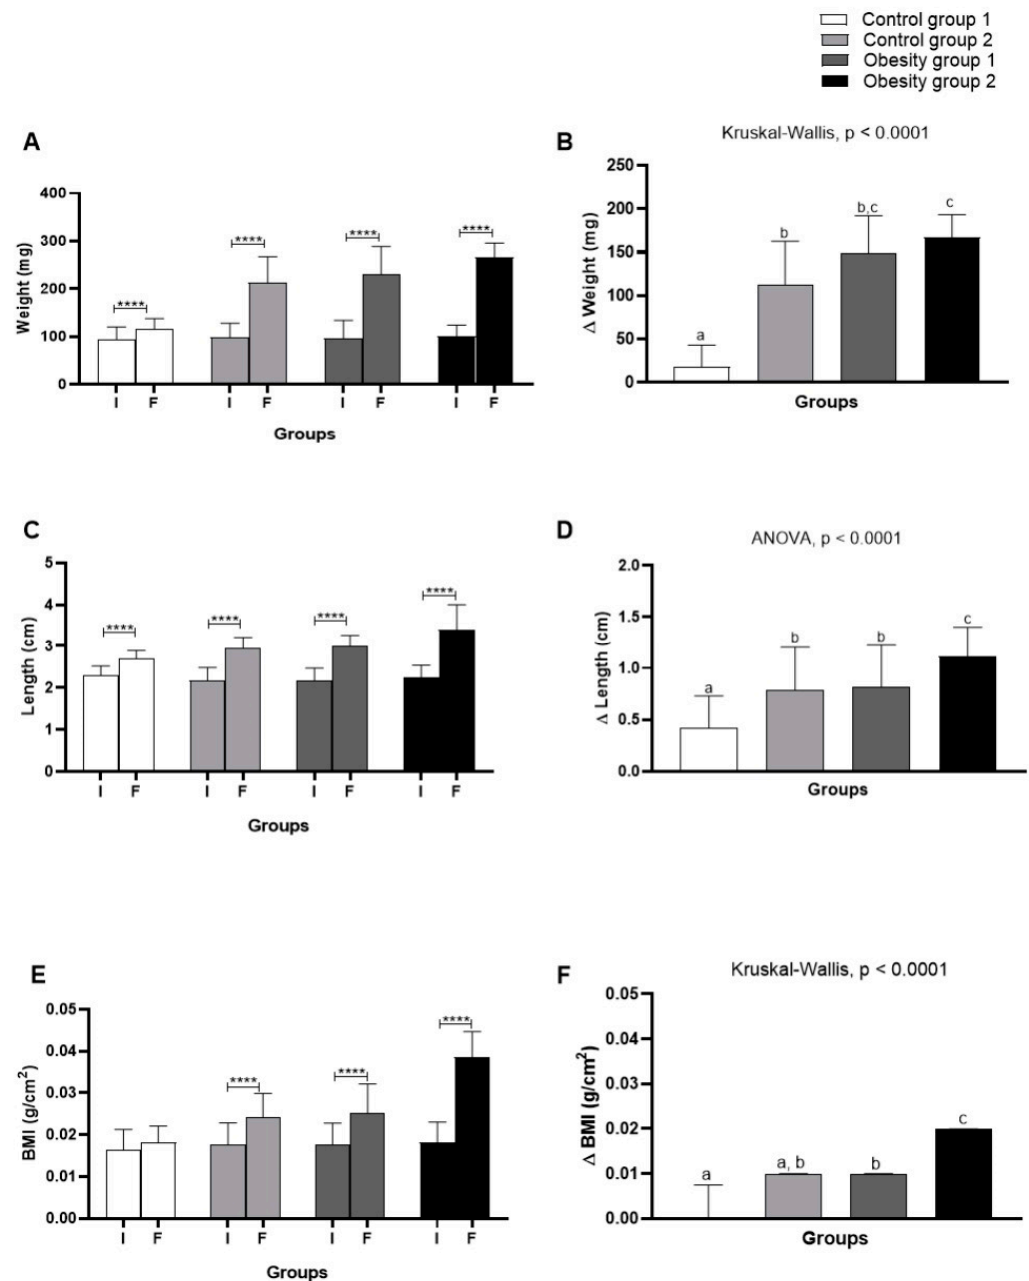 Control group 1
Control group 2
Obesity group 1
Obesity group 2
A
Weight (mg)
400
300
200
100
0
****
****
****
****
I F I F I F I F
Groups
B
Kruskal-Wallis, p < 0.0001
Δ Weight (mg)
250
200
150
100
50
0
a
b
b,c
c
Groups
C
Length (cm)
5
4
3
2
1
0
****
****
****
****
I F I F I F I F
Groups
D
ANOVA, p < 0.0001
Δ Length (cm)
2.0
1.5
1.0
0.5
0.0
a
b
b
c
Groups
E
BMI (g/cm²)
0.05
0.04
0.03
0.02
0.01
0.00
****
****
****
I F I F I F I F
Groups
F
Kruskal-Wallis, p < 0.0001
Δ BMI (g/cm²)
0.05
0.04
0.03
0.02
0.01
0.00
a
a, b
b
c
Groups